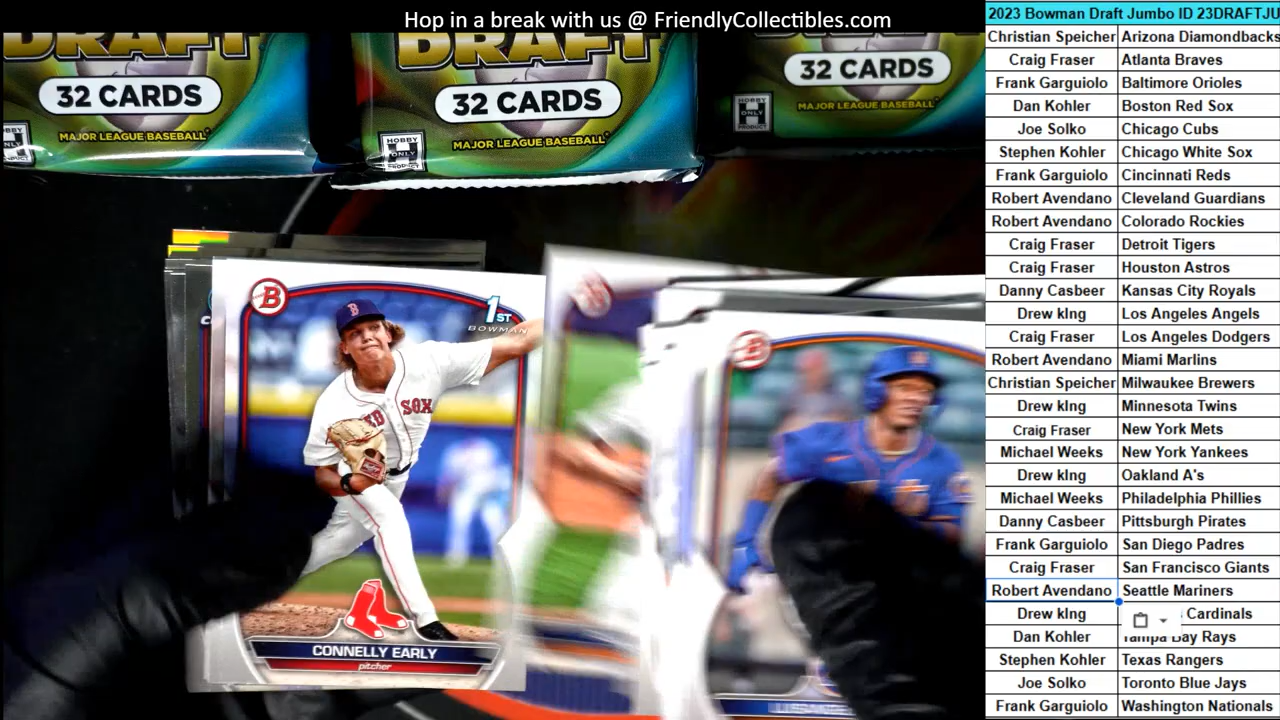 Hop in a break with us @ FriendlyCollectibles.com
DRAFT
32 CARDS
MAJOR LEAGUE BASEBALL
DRAFT
32 CARDS
HOBBY
ONLY
PRODUCT
MAJOR LEAGUE BASEBALL
32 CARDS
HOBBY
ONLY
PRODUCT
MAJOR LEAGUE BASEBALL
B
1ST
BOWMAN
B
SOX
CONNELLY EARLY
pitcher
2023 Bowman Draft Jumbo ID 23DRAFTJU
Christian Speicher Arizona Diamondbacks
Craig Fraser Atlanta Braves
Frank Garguiolo Baltimore Orioles
Dan Kohler Boston Red Sox
Joe Solko Chicago Cubs
Stephen Kohler Chicago White Sox
Frank Garguiolo Cincinnati Reds
Robert Avendano Cleveland Guardians
Robert Avendano Colorado Rockies
Craig Fraser Detroit Tigers
Craig Fraser Houston Astros
Danny Casbeer Kansas City Royals
Drew kIng Los Angeles Angels
Craig Fraser Los Angeles Dodgers
Robert Avendano Miami Marlins
Christian Speicher Milwaukee Brewers
Drew kIng Minnesota Twins
Craig Fraser New York Mets
Michael Weeks New York Yankees
Drew kIng Oakland A's
Michael Weeks Philadelphia Phillies
Danny Casbeer Pittsburgh Pirates
Frank Garguiolo San Diego Padres
Craig Fraser San Francisco Giants
Robert Avendano Seattle Mariners
Drew kIng Cardinals
Dan Kohler Tampa Bay Rays
Stephen Kohler Texas Rangers
Joe Solko Toronto Blue Jays
Frank Garguiolo Washington Nationals